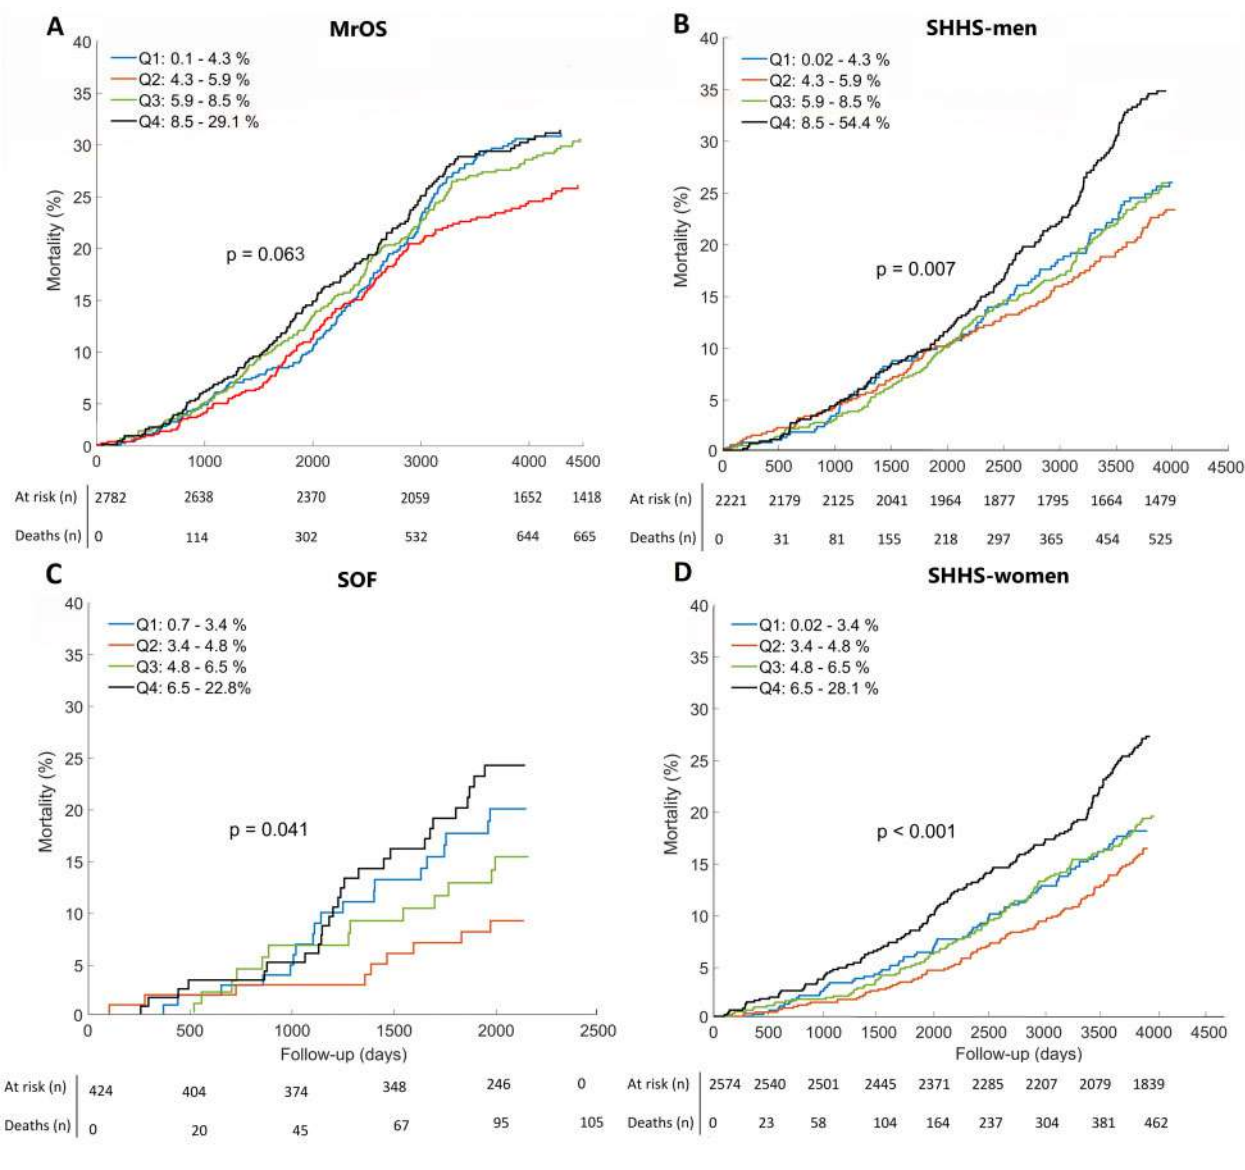 A
MrOS
Q1: 0.1 - 4.3 %
Q2: 4.3 - 5.9 %
Q3: 5.9 - 8.5 %
Q4: 8.5 - 29.1 %
40
35
30
25
20
15
10
5
0
Mortality (%)
p = 0.063
0 1000 2000 3000 4000 4500
At risk (n) 2782 2638 2370 2059 1652 1418
Deaths (n) 0 114 302 532 644 665
B
SHHS-men
Q1: 0.02 - 4.3 %
Q2: 4.3 - 5.9 %
Q3: 5.9 - 8.5 %
Q4: 8.5 - 54.4 %
40
35
30
25
20
15
10
5
0
Mortality (%)
p = 0.007
0 500 1000 1500 2000 2500 3000 3500 4000 4500
At risk (n) 2221 2179 2125 2041 1964 1877 1795 1664 1479
Deaths (n) 0 31 81 155 218 297 365 454 525
C
SOF
Q1: 0.7 - 3.4 %
Q2: 3.4 - 4.8 %
Q3: 4.8 - 6.5 %
Q4: 6.5 - 22.8%
40
35
30
25
20
15
10
5
0
Mortality (%)
p = 0.041
0 500 1000 1500 2000 2500
Follow-up (days)
At risk (n) 424 404 374 348 246 0
Deaths (n) 0 20 45 67 95 105
D
SHHS-women
Q1: 0.02 - 3.4 %
Q2: 3.4 - 4.8 %
Q3: 4.8 - 6.5 %
Q4: 6.5 - 28.1 %
40
35
30
25
20
15
10
5
0
Mortality (%)
p < 0.001
0 500 1000 1500 2000 2500 3000 3500 4000 4500
Follow-up (days)
At risk (n) 2574 2540 2501 2445 2371 2285 2207 2079 1839
Deaths (n) 0 23 58 104 164 237 304 381 462